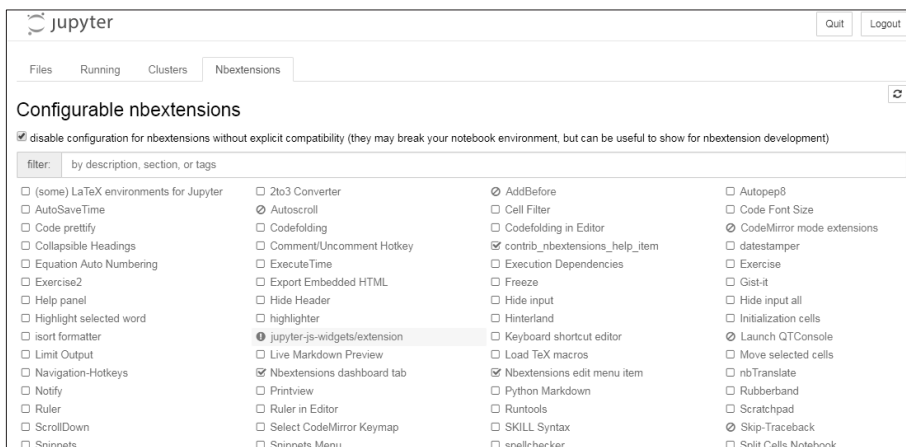 jupyter Quit Logout
Files Running Clusters Nbextensions
Configurable nbextensions
disable configuration for nbextensions without explicit compatibility (they may break your notebook environment, but can be useful to show for nbextension development)
filter: by description, section, or tags
(some) LaTeX environments for Jupyter 2to3 Converter AddBefore Autopep8
AutoSaveTime Autoscroll Cell Filter Code Font Size
Code prettify Codefolding Codefolding in Editor CodeMirror mode extensions
Collapsible Headings Comment/Uncomment Hotkey contrib_nbextensions_help_item datestamper
Equation Auto Numbering ExecuteTime Execution Dependencies Exercise
Exercise2 Export Embedded HTML Freeze Gist-it
Help panel Hide Header Hide input Hide input all
Highlight selected word highlighter Hinterland Initialization cells
isort formatter jupyter-js-widgets/extension Keyboard shortcut editor Launch QTConsole
Limit Output Live Markdown Preview Load TeX macros Move selected cells
Navigation-Hotkeys Nbextensions dashboard tab Nbextensions edit menu item nbTranslate
Notify Printview Python Markdown Rubberband
Ruler Ruler in Editor Runtools Scratchpad
ScrollDown Select CodeMirror Keymap SKILL Syntax Skip-Traceback
Snippets Snippets Menu spellchecker Split Cells Notebook